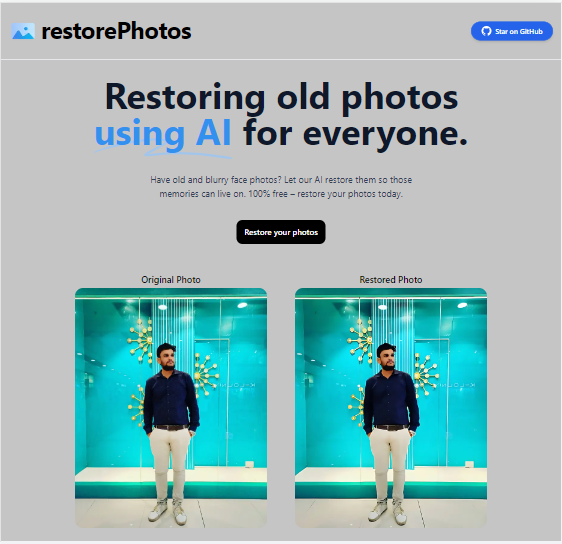 restorePhotos
Star on GitHub
Restoring old photos
using AI for everyone.
Have old and blurry face photos? Let our AI restore them so those
memories can live on. 100% free – restore your photos today.
Restore your photos
Original Photo
Restored Photo